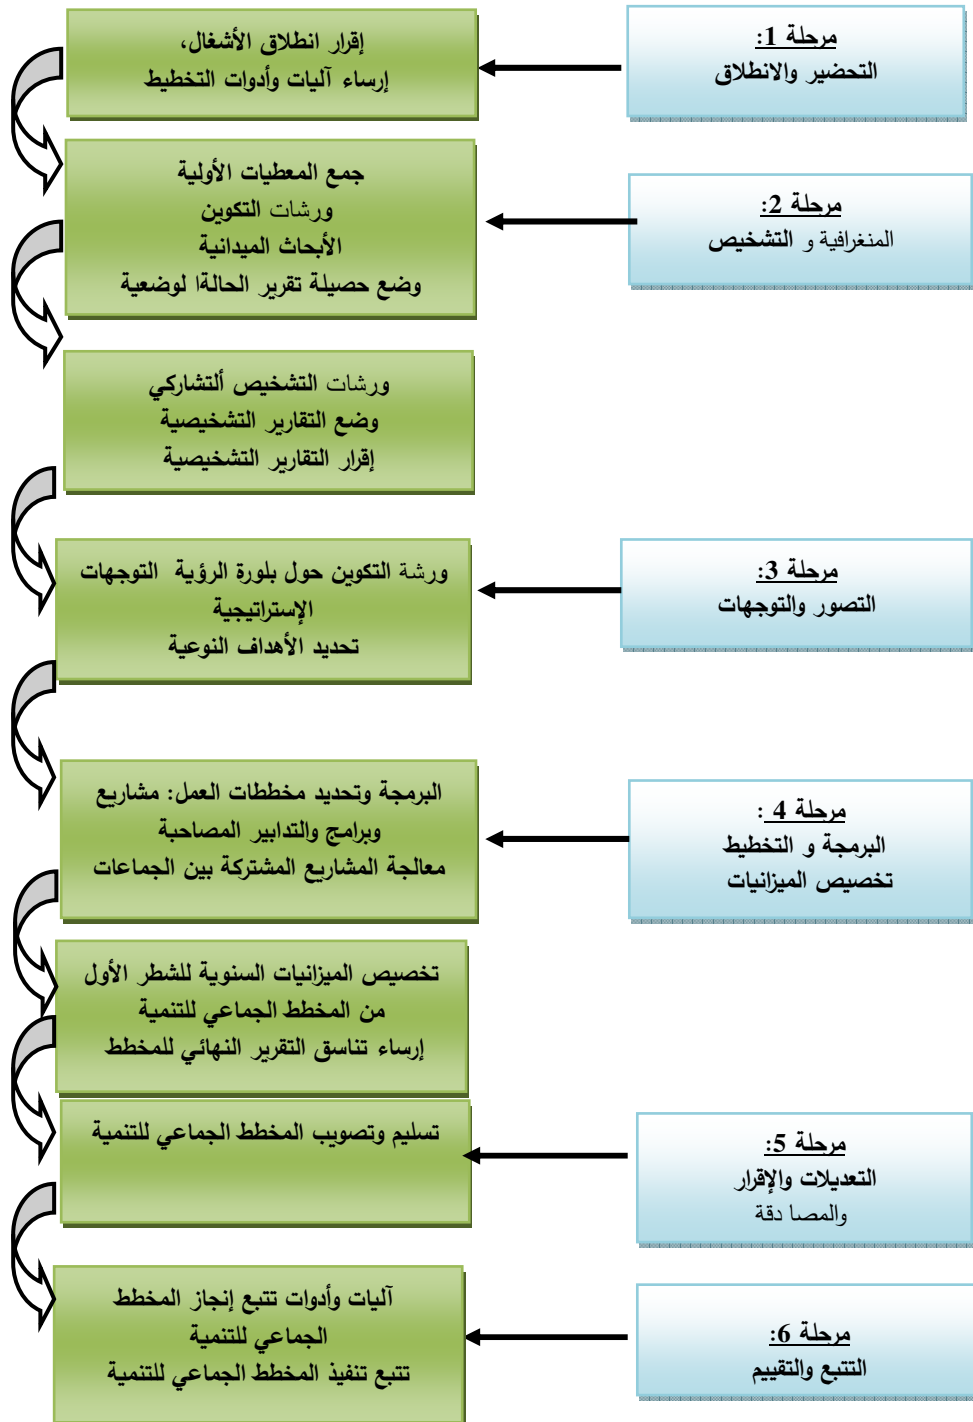 مرحلة 1:
التحضير والانطلاق
إقرار انطلاق الأشغال،
إرساء آليات وأدوات التخطيط
مرحلة 2:
المنغرافية و التشخيص
جمع المعطيات الأولية
ورشات التكوين
الأبحاث الميدانية
وضع حصيلة تقرير الحالةا لوضعية
ورشات التشخيص ألتشاركي
وضع التقارير التشخيصية
إقرار التقارير التشخيصية
مرحلة 3:
التصور والتوجهات
ورشة التكوين حول بلورة الرؤية التوجهات
الإستراتيجية
تحديد الأهداف النوعية
مرحلة 4 :
البرمجة و التخطيط
تخصيص الميزانيات
البرمجة وتحديد مخططات العمل: مشاريع
وبرامج والتدابير المصاحبة
معالجة المشاريع المشتركة بين الجماعات
تخصيص الميزانيات السنوية للشطر الأول
من المخطط الجماعي للتنمية
إرساء تناسق التقرير النهائي للمخطط
مرحلة 5:
التعديلات والإقرار
والمصا دقة
تسليم وتصويب المخطط الجماعي للتنمية
مرحلة 6:
التتبع والتقييم
آليات وأدوات تتبع إنجاز المخطط
الجماعي للتنمية
تتبع تنفيذ المخطط الجماعي للتنمية